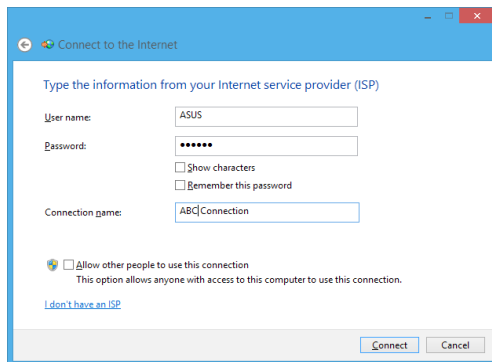 Connect to the Internet
Type the information from your Internet service provider (ISP)
User name: ASUS
Password: ••••••
Show characters
Remember this password
Connection name: ABC Connection
Allow other people to use this connection
This option allows anyone with access to this computer to use this connection.
I don't have an ISP
Connect Cancel